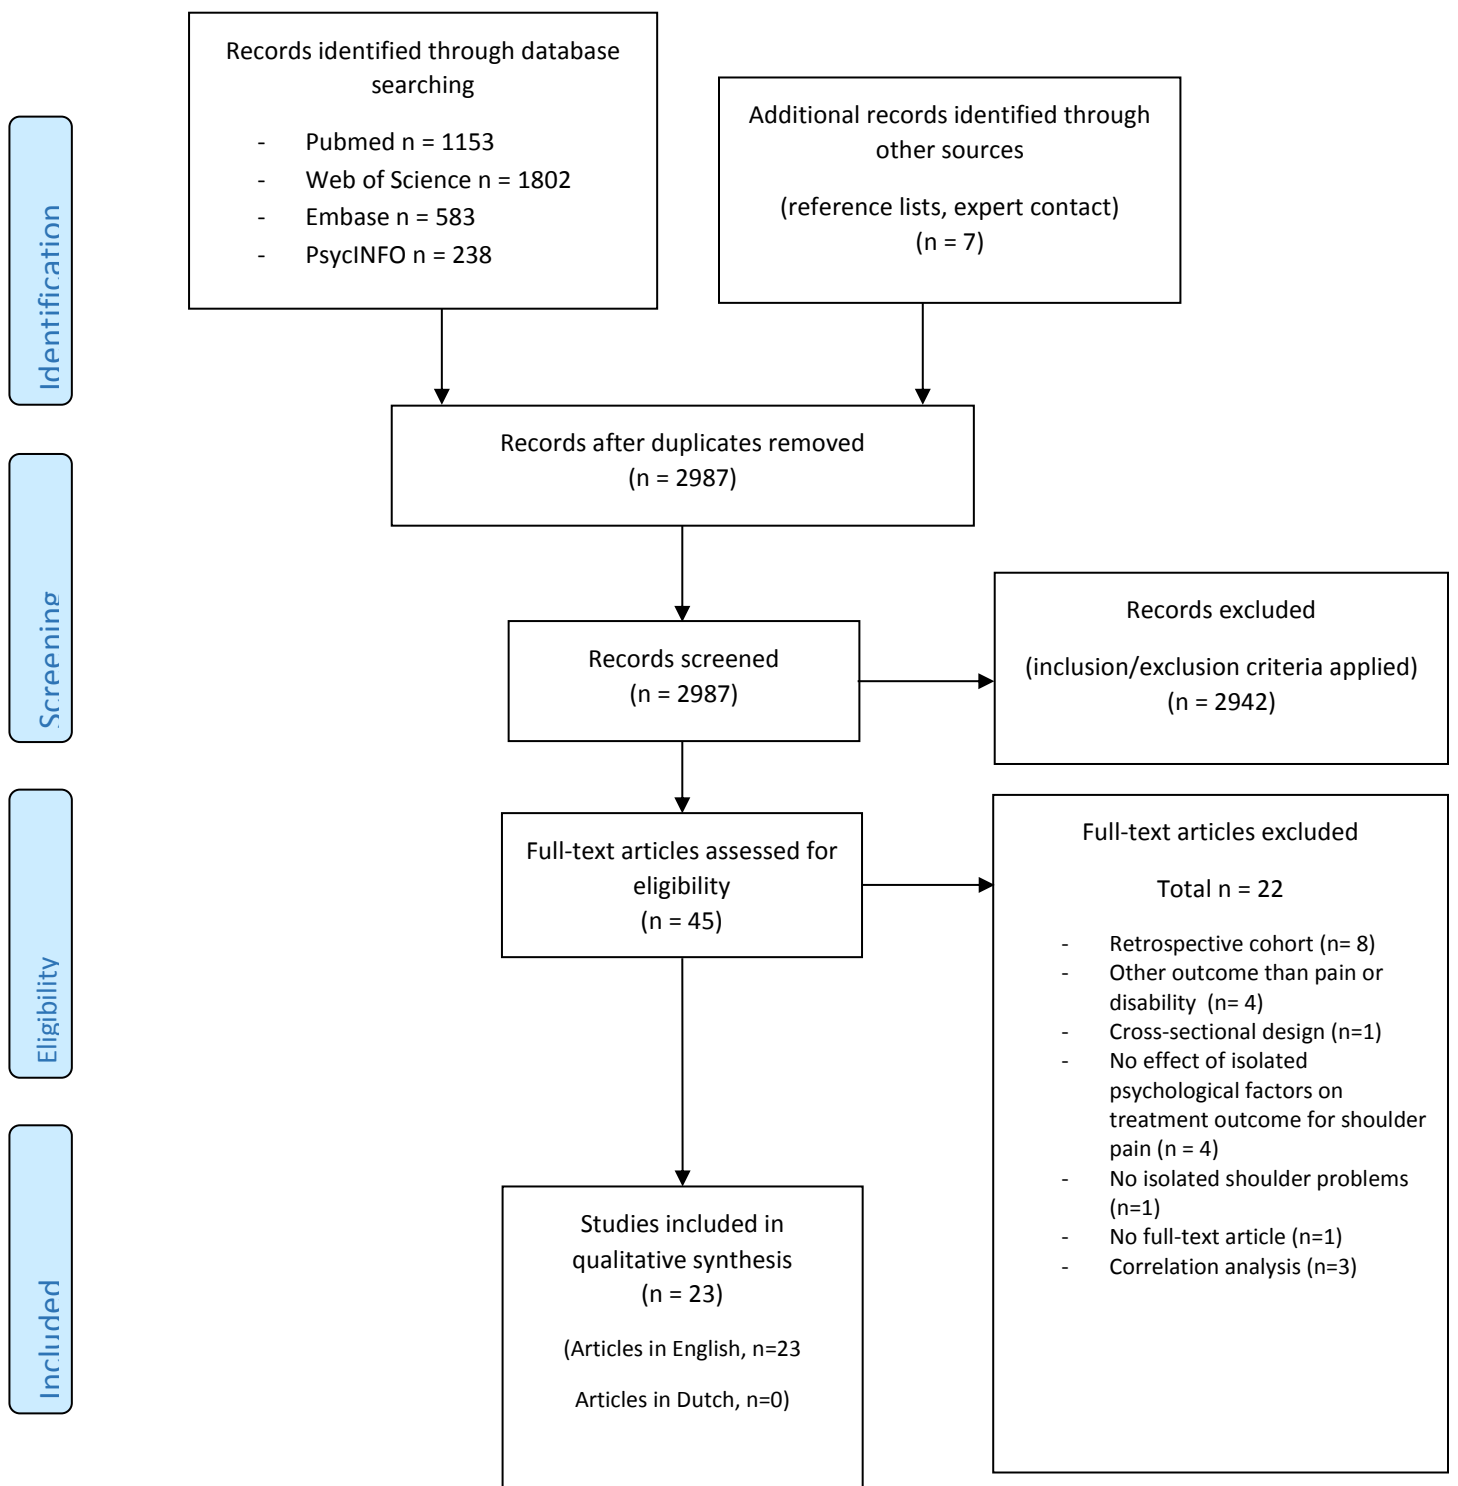 Identification
Records identified through database
searching
- Pubmed n = 1153
- Web of Science n = 1802
- Embase n = 583
- PsycINFO n = 238
Additional records identified through
other sources
(reference lists, expert contact)
(n = 7)
Screening
Records after duplicates removed
(n = 2987)
Records screened
(n = 2987)
Records excluded
(inclusion/exclusion criteria applied)
(n = 2942)
Eligibility
Full-text articles assessed for
eligibility
(n = 45)
Full-text articles excluded
Total n = 22
- Retrospective cohort (n= 8)
- Other outcome than pain or
disability (n= 4)
- Cross-sectional design (n=1)
- No effect of isolated
psychological factors on
treatment outcome for shoulder
pain (n = 4)
- No isolated shoulder problems
(n=1)
- No full-text article (n=1)
- Correlation analysis (n=3)
Included
Studies included in
qualitative synthesis
(n = 23)
(Articles in English, n=23
Articles in Dutch, n=0)